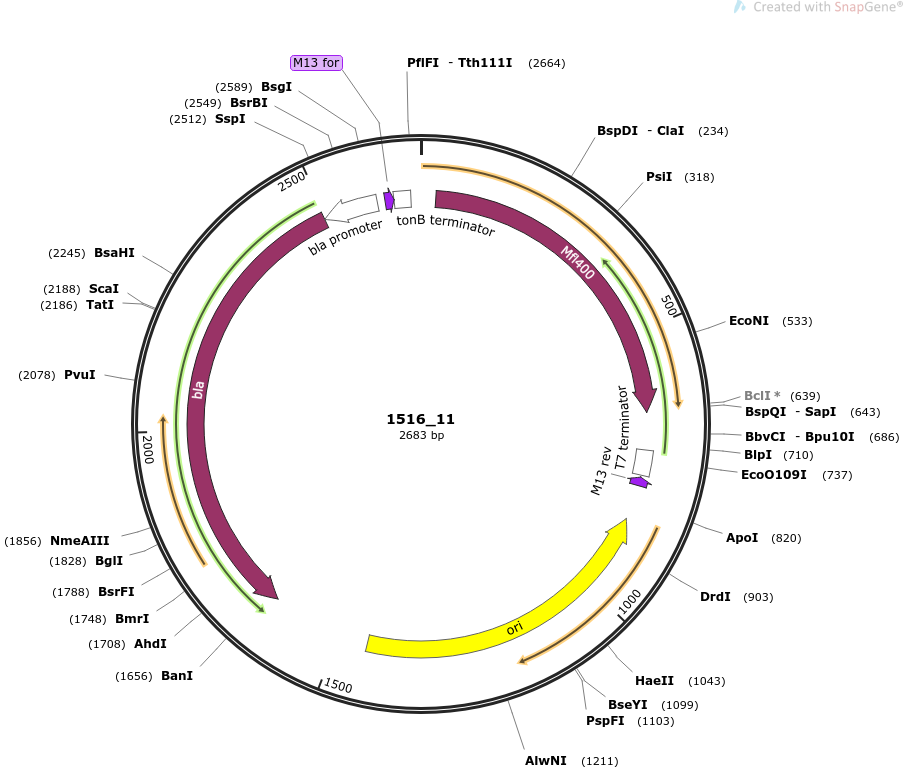 Created with SnapGene®
M13 for
PflFI - Tth111I (2664)
(2589) BsgI
(2549) BsrBI
(2512) SspI
BspDI - ClaI (234)
PsiI (318)
2500
bla promoter
tonB terminator
Mfl400
(2245) BsaHI
(2188) ScaI
(2186) TatI
500
EcoNI (533)
(2078) PvuI
bla
BclI * (639)
BspQI - SapI (643)
1516_11
2683 bp
T7 terminator
M13 rev
BbvCI - Bpu10I (686)
BlpI (710)
EcoO109I (737)
2000
(1856) NmeAIII
(1828) BglI
ApoI (820)
(1788) BsrFI
DrdI (903)
(1748) BmrI
1000
ori
(1708) AhdI
(1656) BanI
HaeII (1043)
1500
BseYI (1099)
PspFI (1103)
AlwNI (1211)